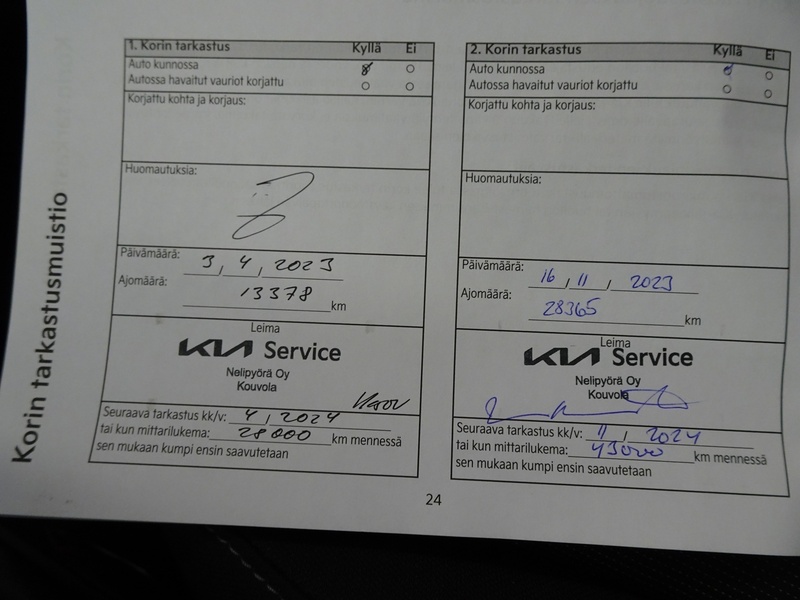 Korin tarkastusmuistio
1. Korin tarkastus Kyllä Ei
Auto kunnossa
Autossa havaitut vauriot korjattu
Korjattu kohta ja korjaus:
Huomautuksia:
Päivämäärä: 3, 4, 2023
Ajomäärä: 13378 km
Leima
KIA Service
Nelipyörä Oy
Kouvola
Seuraava tarkastus kk/v: 4, 2024
tai kun mittarilukema: 28000 km mennessä
sen mukaan kumpi ensin saavutetaan
2. Korin tarkastus Kyllä Ei
Auto kunnossa
Autossa havaitut vauriot korjattu
Korjattu kohta ja korjaus:
Huomautuksia:
Päivämäärä: 16, 11, 2023
Ajomäärä: 28365 km
Leima
KIA Service
Nelipyörä Oy
Kouvola
Seuraava tarkastus kk/v: 11, 2024
tai kun mittarilukema: 43000 km mennessä
sen mukaan kumpi ensin saavutetaan
24